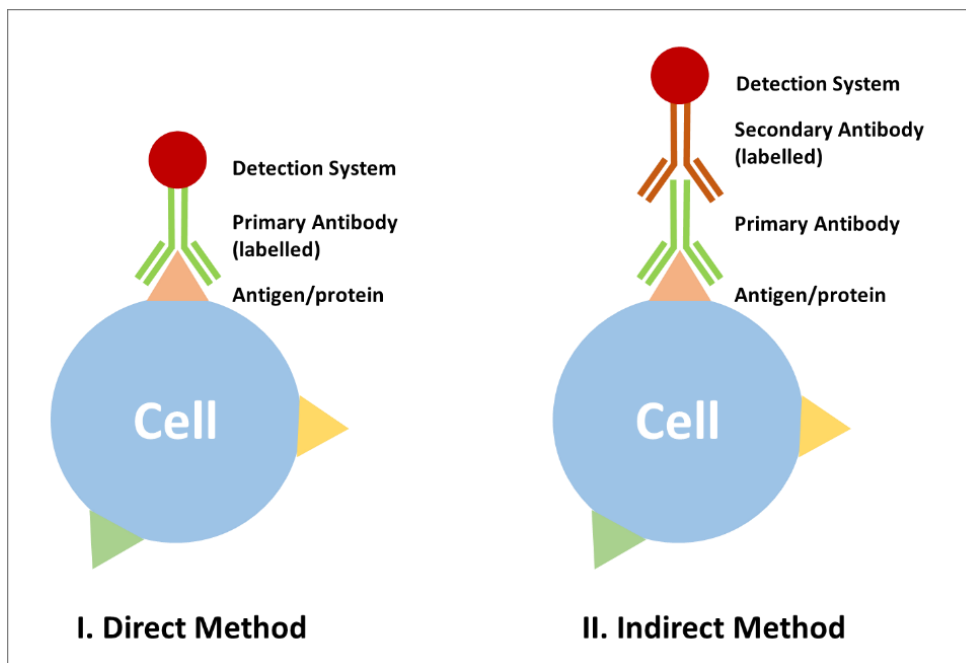 Detection System
Primary Antibody
(labelled)
Antigen/protein
Cell
I. Direct Method
Detection System
Secondary Antibody
(labelled)
Primary Antibody
Antigen/protein
Cell
II. Indirect Method